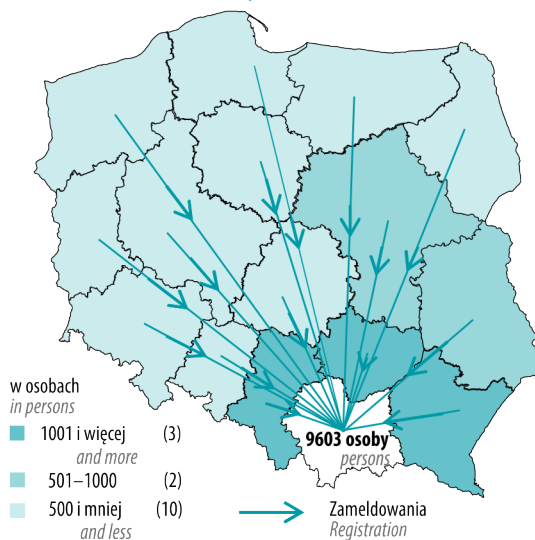 9603 osoby
persons
w osobach
in persons
1001 i więcej (3)
and more
501–1000 (2)
500 i mniej (10)
and less
Zameldowania
Registration